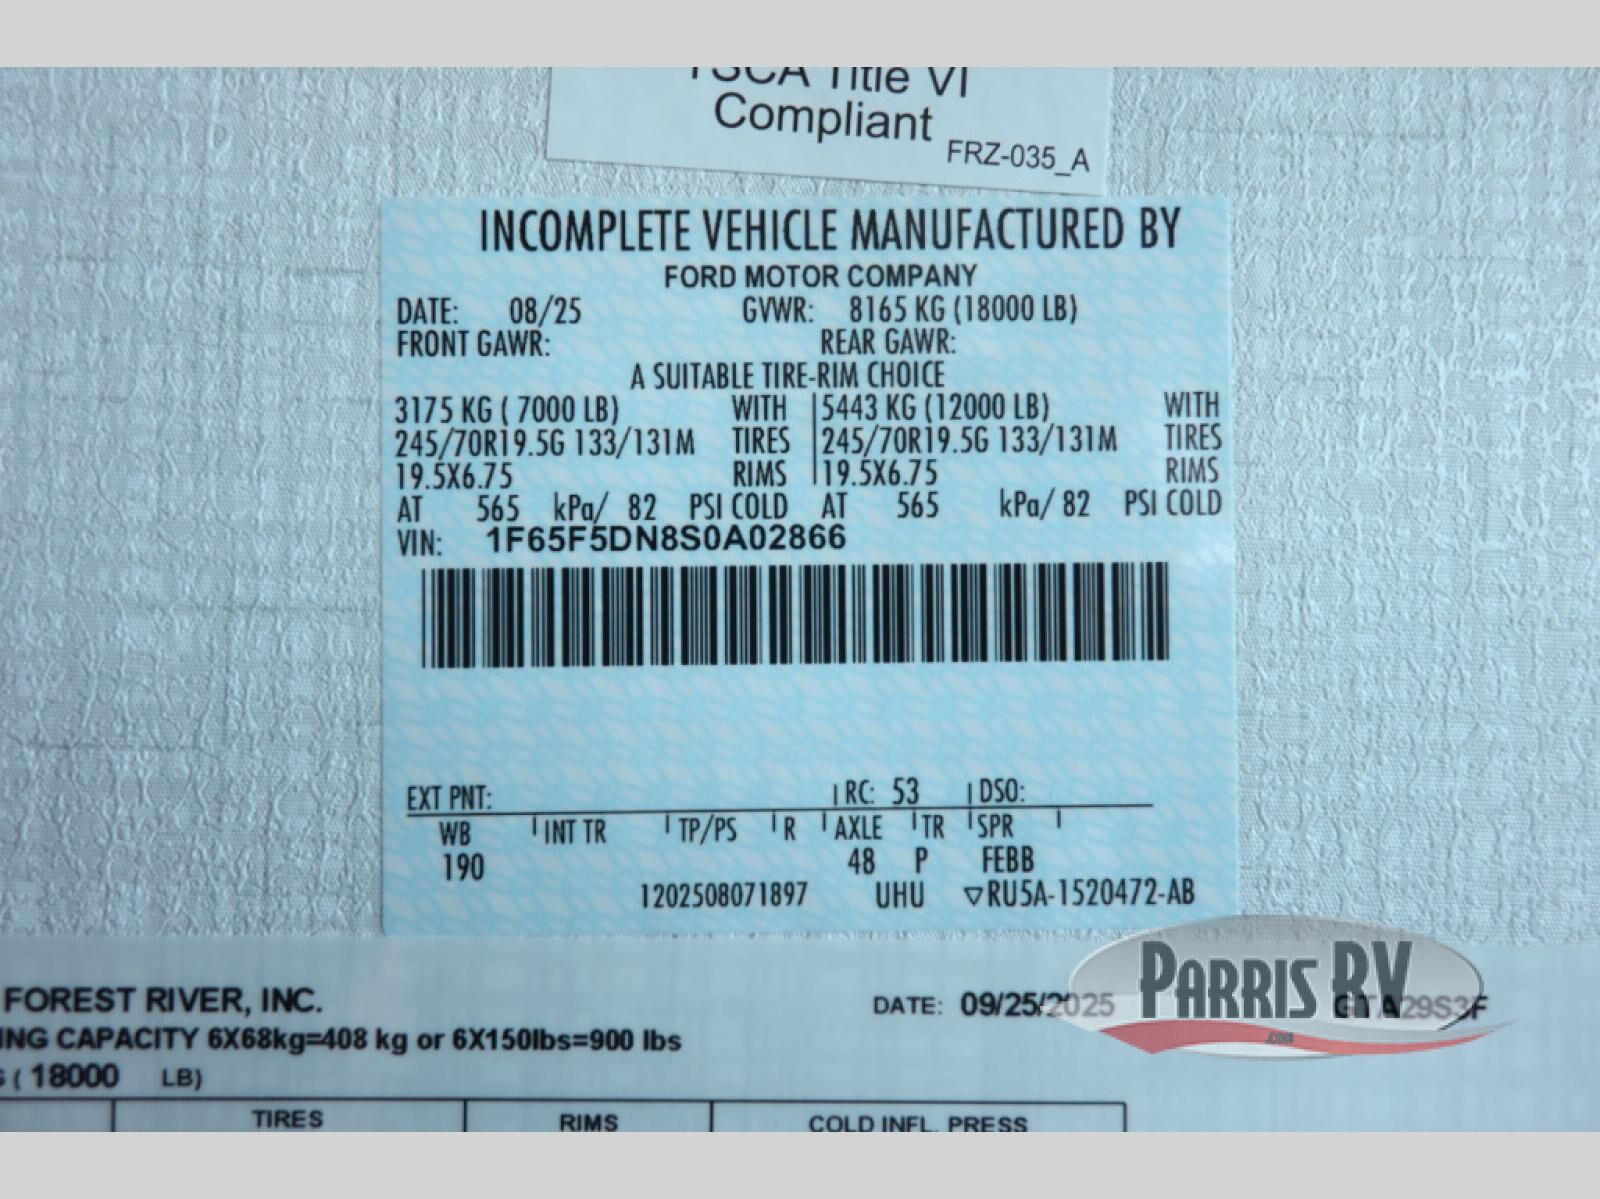 TSCA Title VI
Compliant
FRZ-035_A
INCOMPLETE VEHICLE MANUFACTURED BY
FORD MOTOR COMPANY
DATE: 08/25 GVWR: 8165 KG (18000 LB)
FRONT GAWR: REAR GAWR:
A SUITABLE TIRE-RIM CHOICE
3175 KG ( 7000 LB) WITH 5443 KG (12000 LB) WITH
245/70R19.5G 133/131M TIRES 245/70R19.5G 133/131M TIRES
19.5X6.75 RIMS 19.5X6.75 RIMS
AT 565 kPa/ 82 PSI COLD AT 565 kPa/ 82 PSI COLD
VIN: 1F65F5DN8S0A02866
EXT PNT: RC: 53 DSO:
WB INT TR TP/PS R AXLE TR SPR
190 48 P FEBB
1202508071897 UHU ▽RU5A-1520472-AB
PARRIS RV
.COM
FOREST RIVER, INC. DATE: 09/25/2025 GTA29S3F
ING CAPACITY 6X68kg=408 kg or 6X150lbs=900 lbs
( 18000 LB)
TIRES RIMS COLD INFL. PRESS